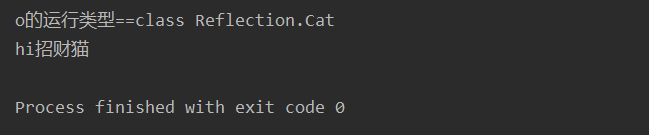 o的运行类型==class Reflection.Cat
hi招财猫
Process finished with exit code 0